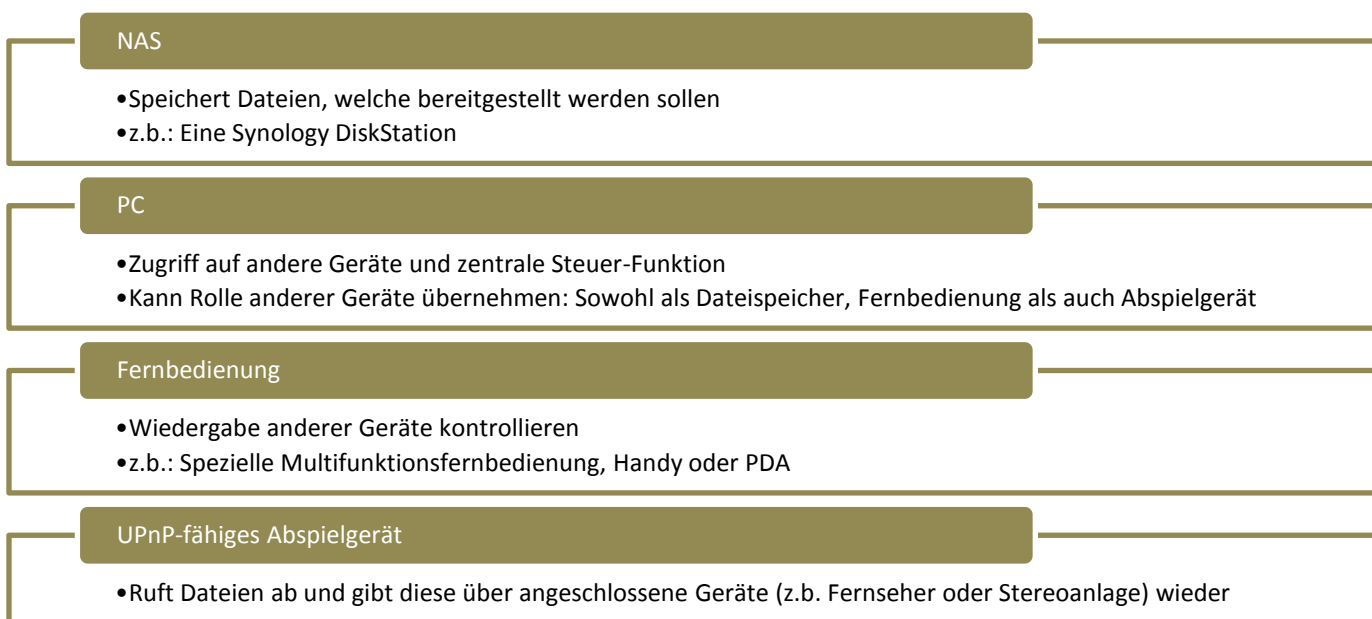 NAS
•Speichert Dateien, welche bereitgestellt werden sollen
•z.b.: Eine Synology DiskStation
PC
•Zugriff auf andere Geräte und zentrale Steuer-Funktion
•Kann Rolle anderer Geräte übernehmen: Sowohl als Dateispeicher, Fernbedienung als auch Abspielgerät
Fernbedienung
•Wiedergabe anderer Geräte kontrollieren
•z.b.: Spezielle Multifunktionsfernbedienung, Handy oder PDA
UPnP-fähiges Abspielgerät
•Ruft Dateien ab und gibt diese über angeschlossene Geräte (z.b. Fernseher oder Stereoanlage) wieder